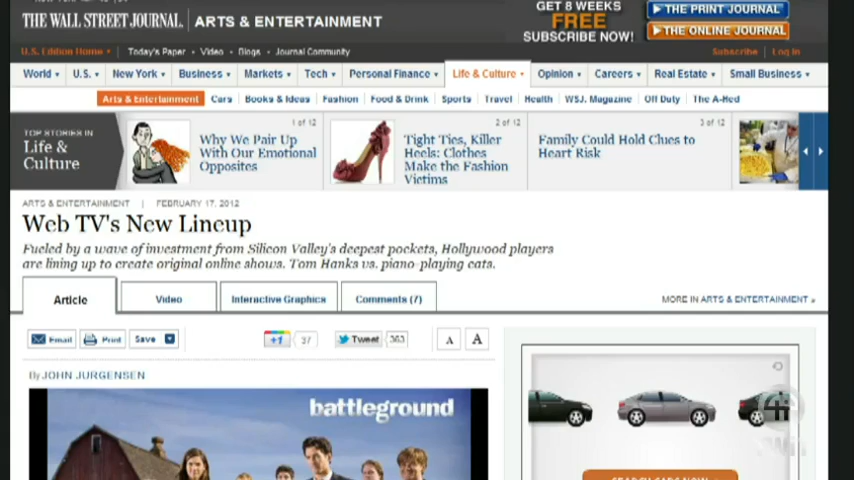 THE WALL STREET JOURNAL. ARTS & ENTERTAINMENT
GET 8 WEEKS
FREE
SUBSCRIBE NOW!
THE PRINT JOURNAL
THE ONLINE JOURNAL
U.S. Edition Home Today's Paper • Video • Blogs • Journal Community
Subscribe Log In
World U.S. New York Business Markets Tech Personal Finance Life & Culture Opinion Careers Real Estate Small Business
Arts & Entertainment Cars Books & Ideas Fashion Food & Drink Sports Travel Health WSJ. Magazine Off Duty The A-Hed
TOP STORIES IN
Life &
Culture
1 of 12
Why We Pair Up
With Our Emotional
Opposites
2 of 12
Tight Ties, Killer
Heels: Clothes
Make the Fashion
Victims
3 of 12
Family Could Hold Clues to
Heart Risk
ARTS & ENTERTAINMENT | FEBRUARY 17, 2012
Web TV's New Lineup
Fueled by a wave of investment from Silicon Valley's deepest pockets, Hollywood players
are lining up to create original online shows. Tom Hanks vs. piano-playing cats.
Article Video Interactive Graphics Comments (7)
MORE IN ARTS & ENTERTAINMENT »
Email Print Save +1 37 Tweet 363 A A
By JOHN JURGENSEN
battleground
SEARCH CARS NOW